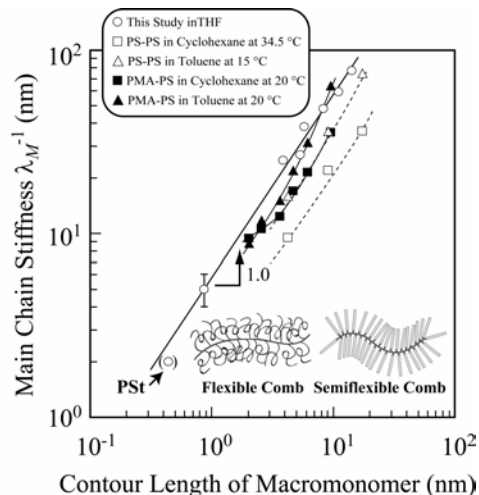 This Study inTHF
PS-PS in Cyclohexane at 34.5 °C
PS-PS in Toluene at 15 °C
PMA-PS in Cyclohexane at 20 °C
PMA-PS in Toluene at 20 °C
10²
10¹
10⁰
Main Chain Stiffness λ_M⁻¹ (nm)
1.0
)
PSt
Flexible Comb
Semiflexible Comb
10⁻¹ 10⁰ 10¹ 10²
Contour Length of Macromonomer (nm)